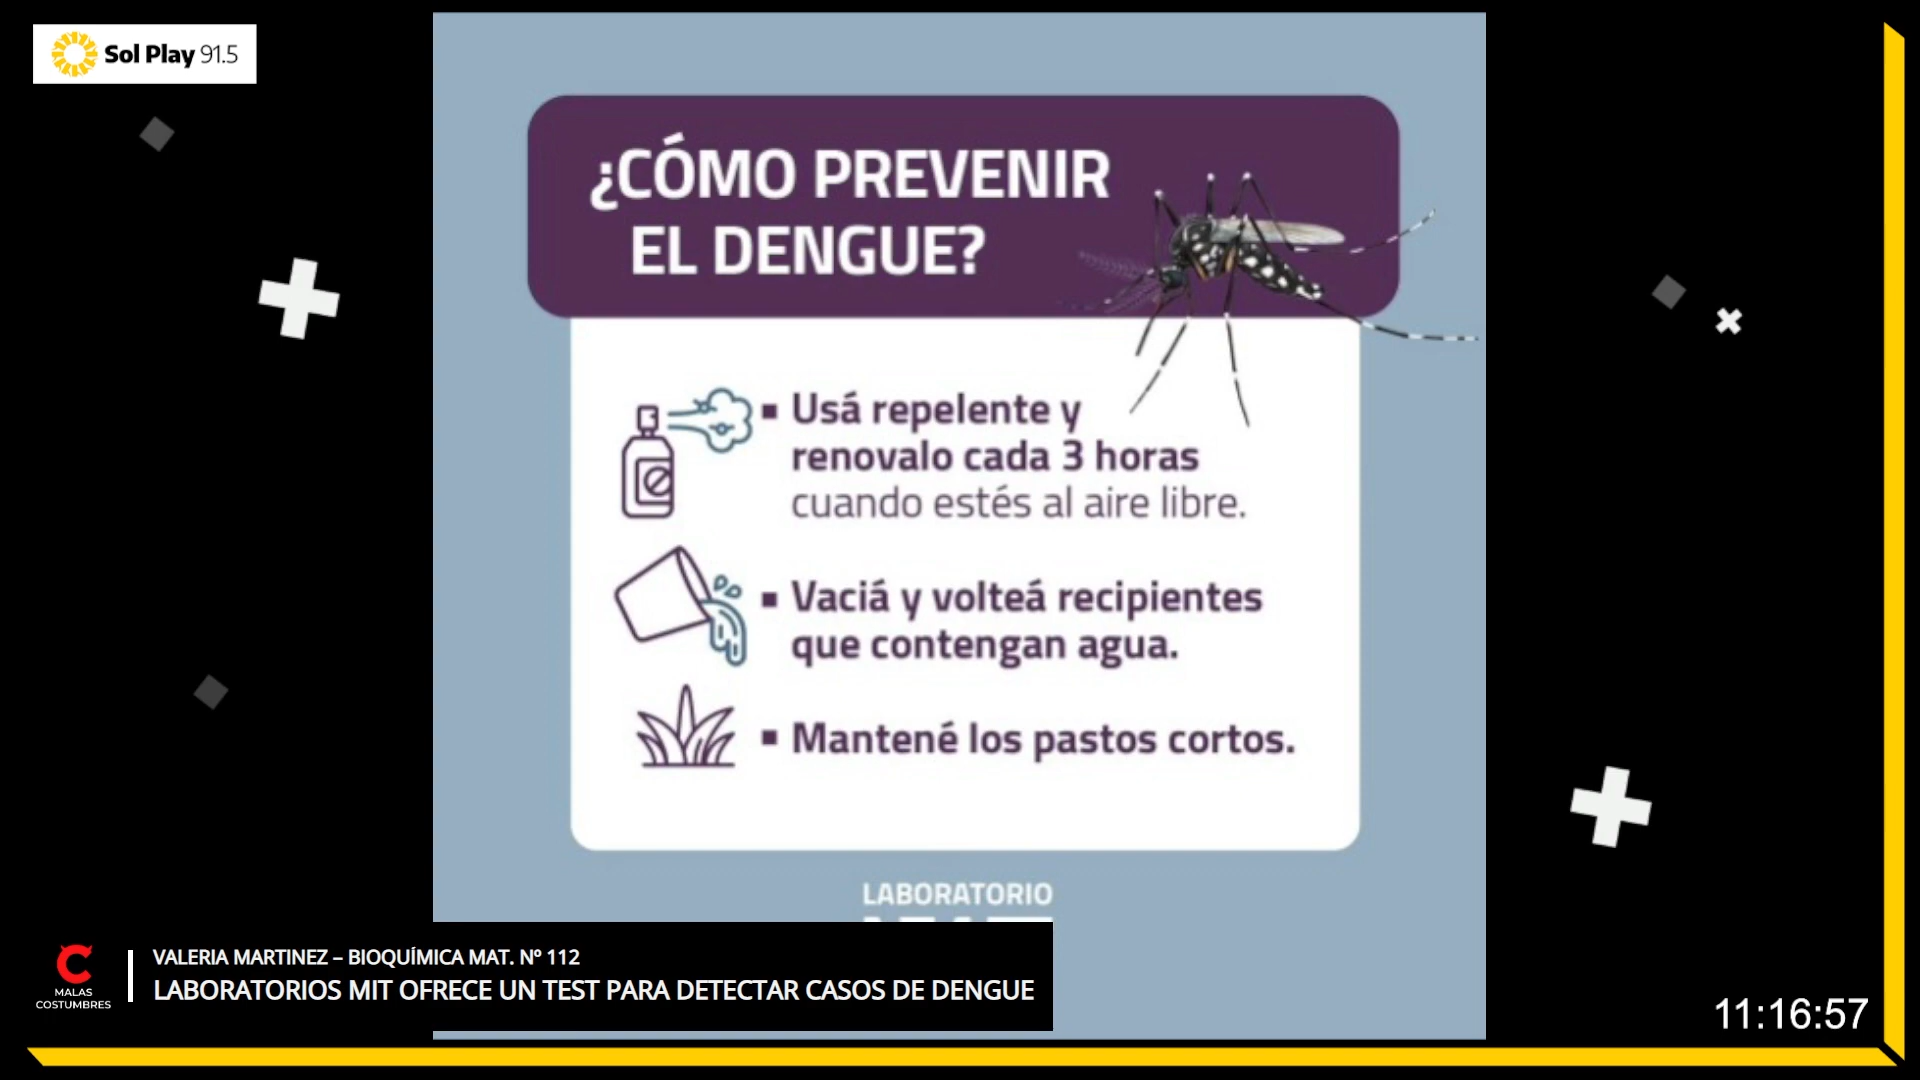 Sol Play 91.5
¿CÓMO PREVENIR
EL DENGUE?
Usá repelente y
renovalo cada 3 horas
cuando estés al aire libre.
Vaciá y volteá recipientes
que contengan agua.
Mantené los pastos cortos.
LABORATORIO
C
MALAS
COSTUMBRES
VALERIA MARTINEZ – BIOQUÍMICA MAT. Nº 112
LABORATORIOS MIT OFRECE UN TEST PARA DETECTAR CASOS DE DENGUE
11:16:57